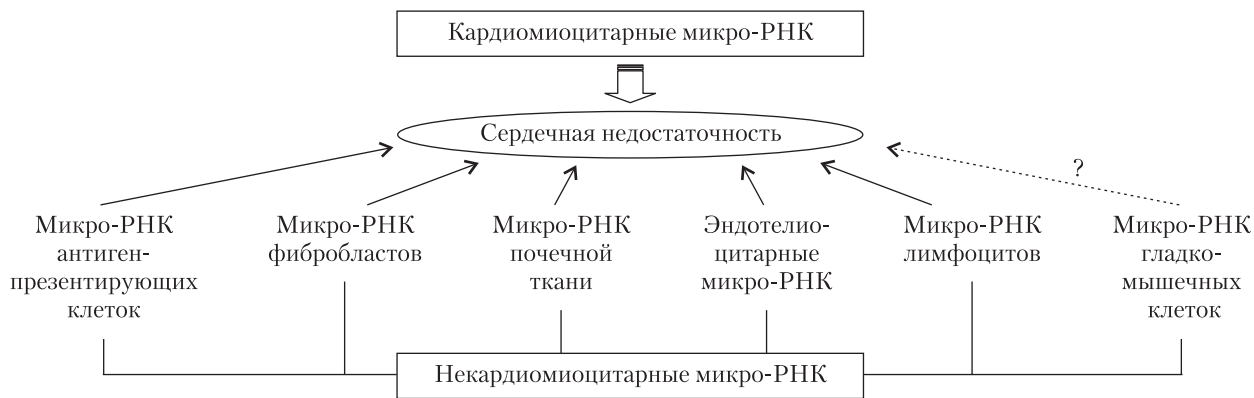 Кардиомиоцитарные микро-РНК
Сердечная недостаточность
?
Микро-РНК
антиген-
презентирующих
клеток
Микро-РНК
фибробластов
Микро-РНК
почечной
ткани
Эндотелио-
цитарные
микро-РНК
Микро-РНК
лимфоцитов
Микро-РНК
гладко-
мышечных
клеток
Некардиомиоцитарные микро-РНК